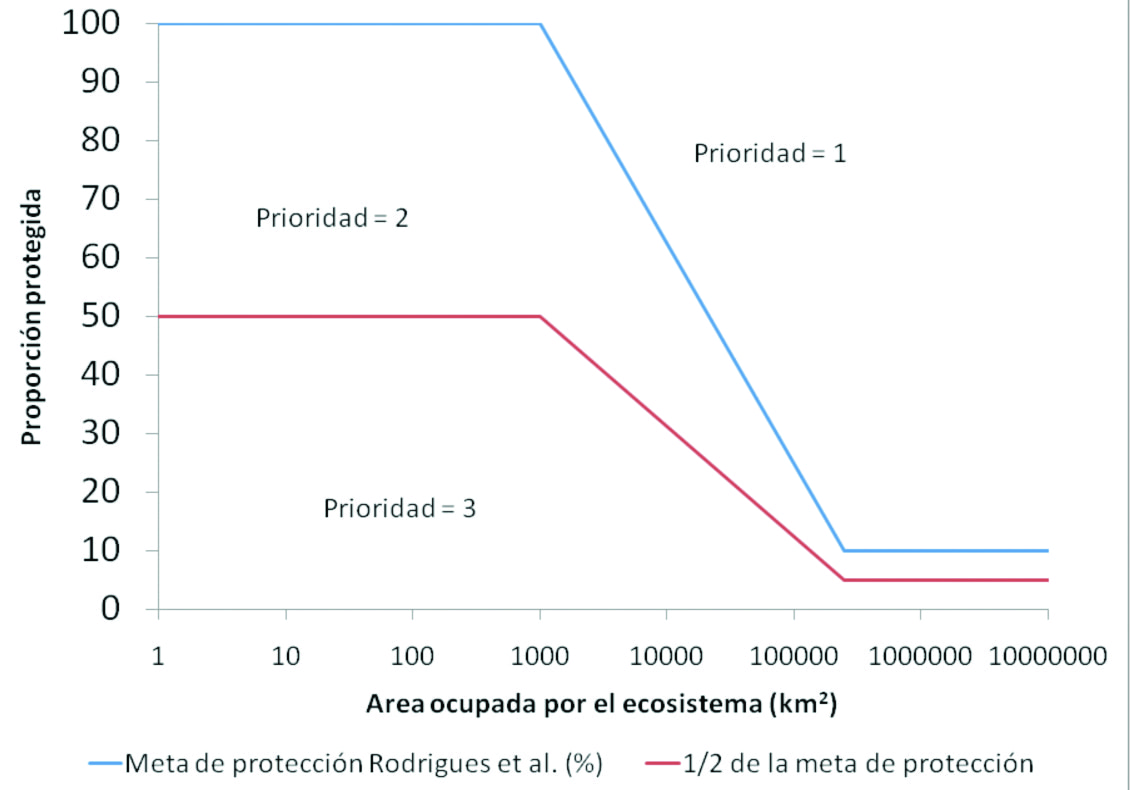 100
90
80
70
60
50
40
30
20
10
0
Proporción protegida
Prioridad = 1
Prioridad = 2
Prioridad = 3
1 10 100 1000 10000 100000 1000000 10000000
Area ocupada por el ecosistema (km²)
Meta de protección Rodrigues et al. (%) 1/2 de la meta de protección